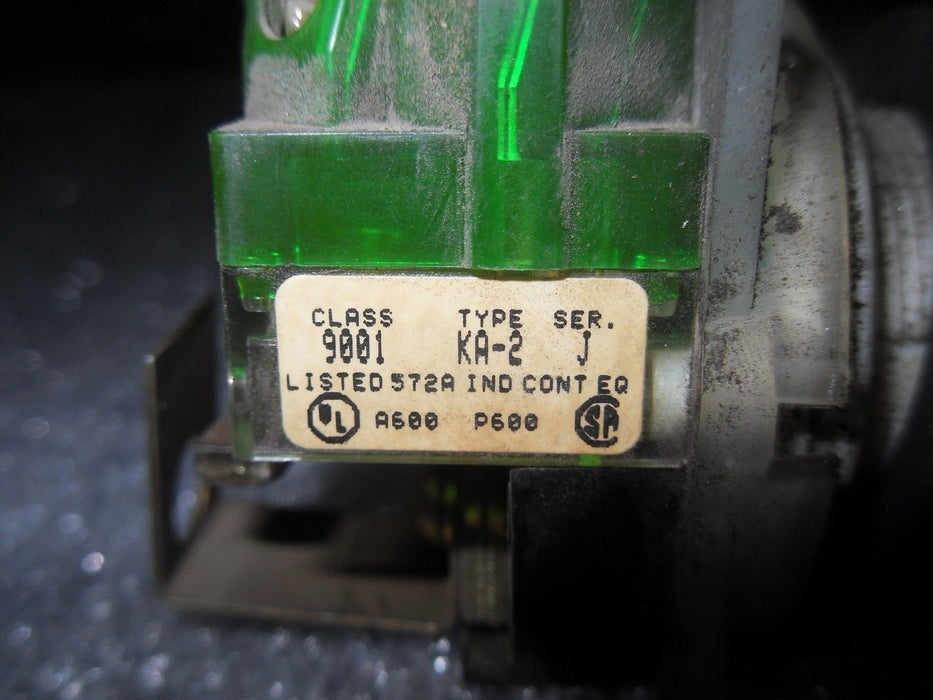 CLASS TYPE SER.
9001 KA-2 J
LISTED 572A IND CONT EQ
UL A600 P600 SA